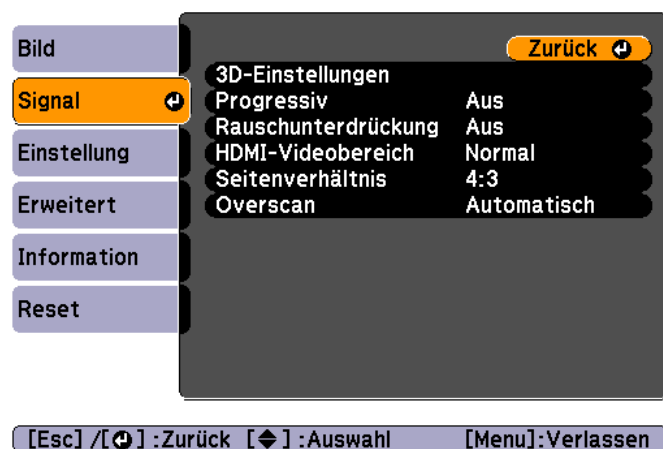 Bild
Signal
Einstellung
Erweitert
Information
Reset
Zurück
3D-Einstellungen
Progressiv Aus
Rauschunterdrückung Aus
HDMI-Videobereich Normal
Seitenverhältnis 4:3
Overscan Automatisch
[Esc] /[ ] :Zurück [ ] :Auswahl [Menu]:Verlassen